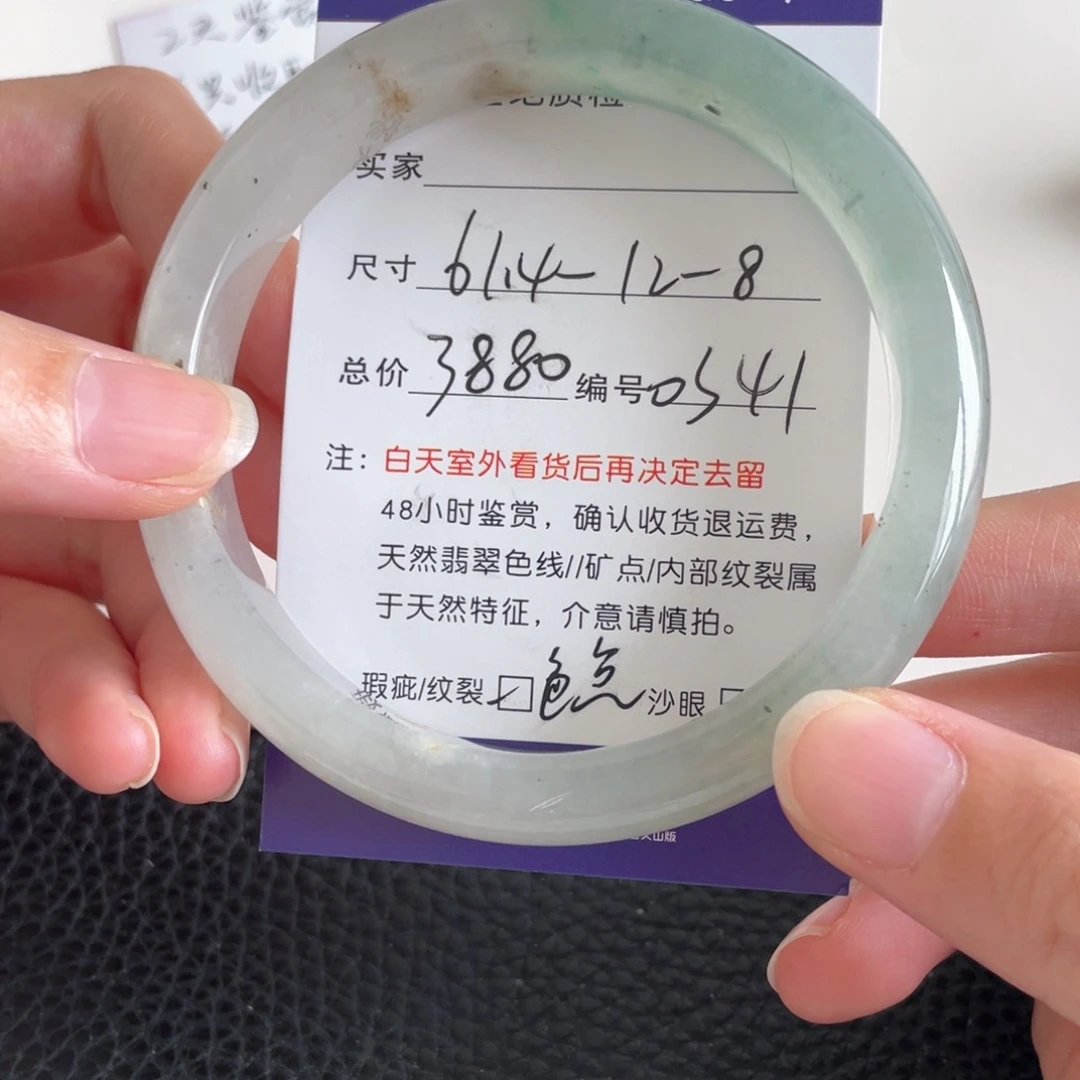 买家
尺寸 61.4-12-8
总价 3880 编号 0341
注：白天室外看货后再决定去留
48小时鉴赏，确认收货退运费，
天然翡翠色线//矿点/内部纹裂属
于天然特征，介意请慎拍。
瑕疵/纹裂 ☑ 色点 沙眼